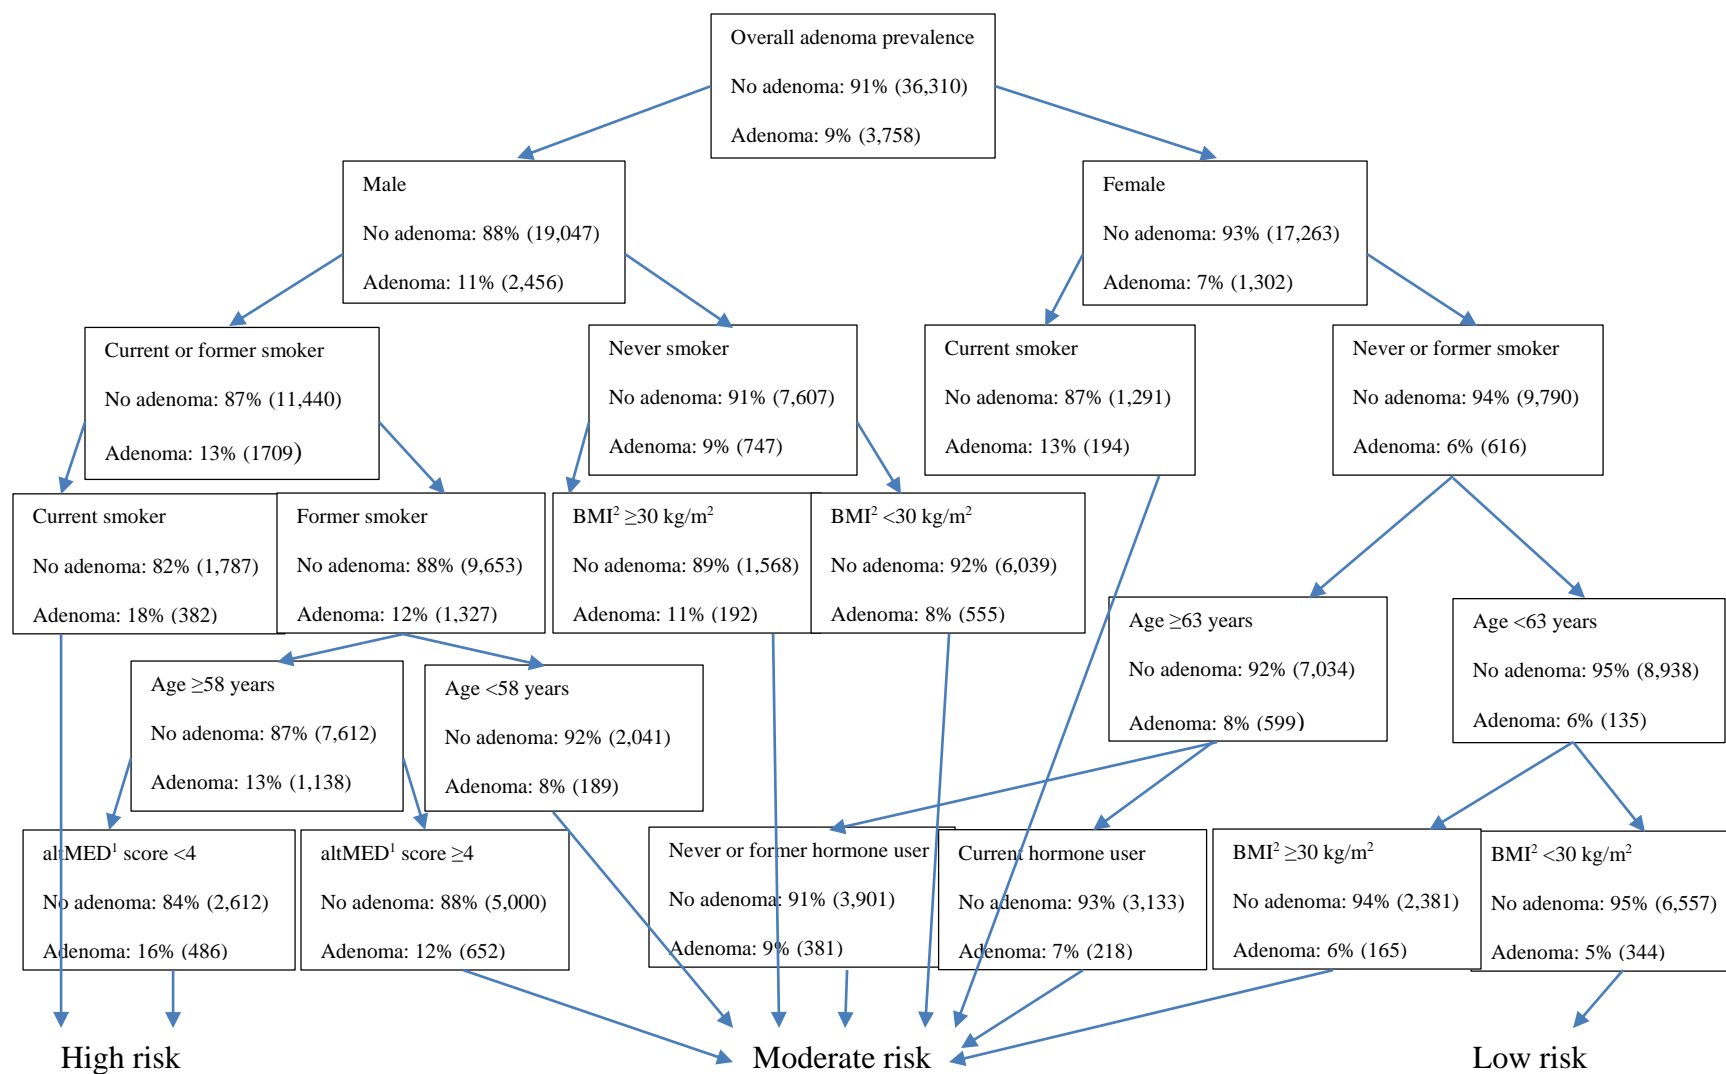 Overall adenoma prevalence
No adenoma: 91% (36,310)
Adenoma: 9% (3,758)
Male
No adenoma: 88% (19,047)
Adenoma: 11% (2,456)
Female
No adenoma: 93% (17,263)
Adenoma: 7% (1,302)
Current or former smoker
No adenoma: 87% (11,440)
Adenoma: 13% (1709)
Never smoker
No adenoma: 91% (7,607)
Adenoma: 9% (747)
Current smoker
No adenoma: 87% (1,291)
Adenoma: 13% (194)
Never or former smoker
No adenoma: 94% (9,790)
Adenoma: 6% (616)
Current smoker
No adenoma: 82% (1,787)
Adenoma: 18% (382)
Former smoker
No adenoma: 88% (9,653)
Adenoma: 12% (1,327)
BMI² ≥30 kg/m²
No adenoma: 89% (1,568)
Adenoma: 11% (192)
BMI² <30 kg/m²
No adenoma: 92% (6,039)
Adenoma: 8% (555)
Age ≥63 years
No adenoma: 92% (7,034)
Adenoma: 8% (599)
Age <63 years
No adenoma: 95% (8,938)
Adenoma: 6% (135)
Age ≥58 years
No adenoma: 87% (7,612)
Adenoma: 13% (1,138)
Age <58 years
No adenoma: 92% (2,041)
Adenoma: 8% (189)
altMED¹ score <4
No adenoma: 84% (2,612)
Adenoma: 16% (486)
altMED¹ score ≥4
No adenoma: 88% (5,000)
Adenoma: 12% (652)
Never or former hormone user
No adenoma: 91% (3,901)
Adenoma: 9% (381)
Current hormone user
No adenoma: 93% (3,133)
Adenoma: 7% (218)
BMI² ≥30 kg/m²
No adenoma: 94% (2,381)
Adenoma: 6% (165)
BMI² <30 kg/m²
No adenoma: 95% (6,557)
Adenoma: 5% (344)
High risk
Moderate risk
Low risk